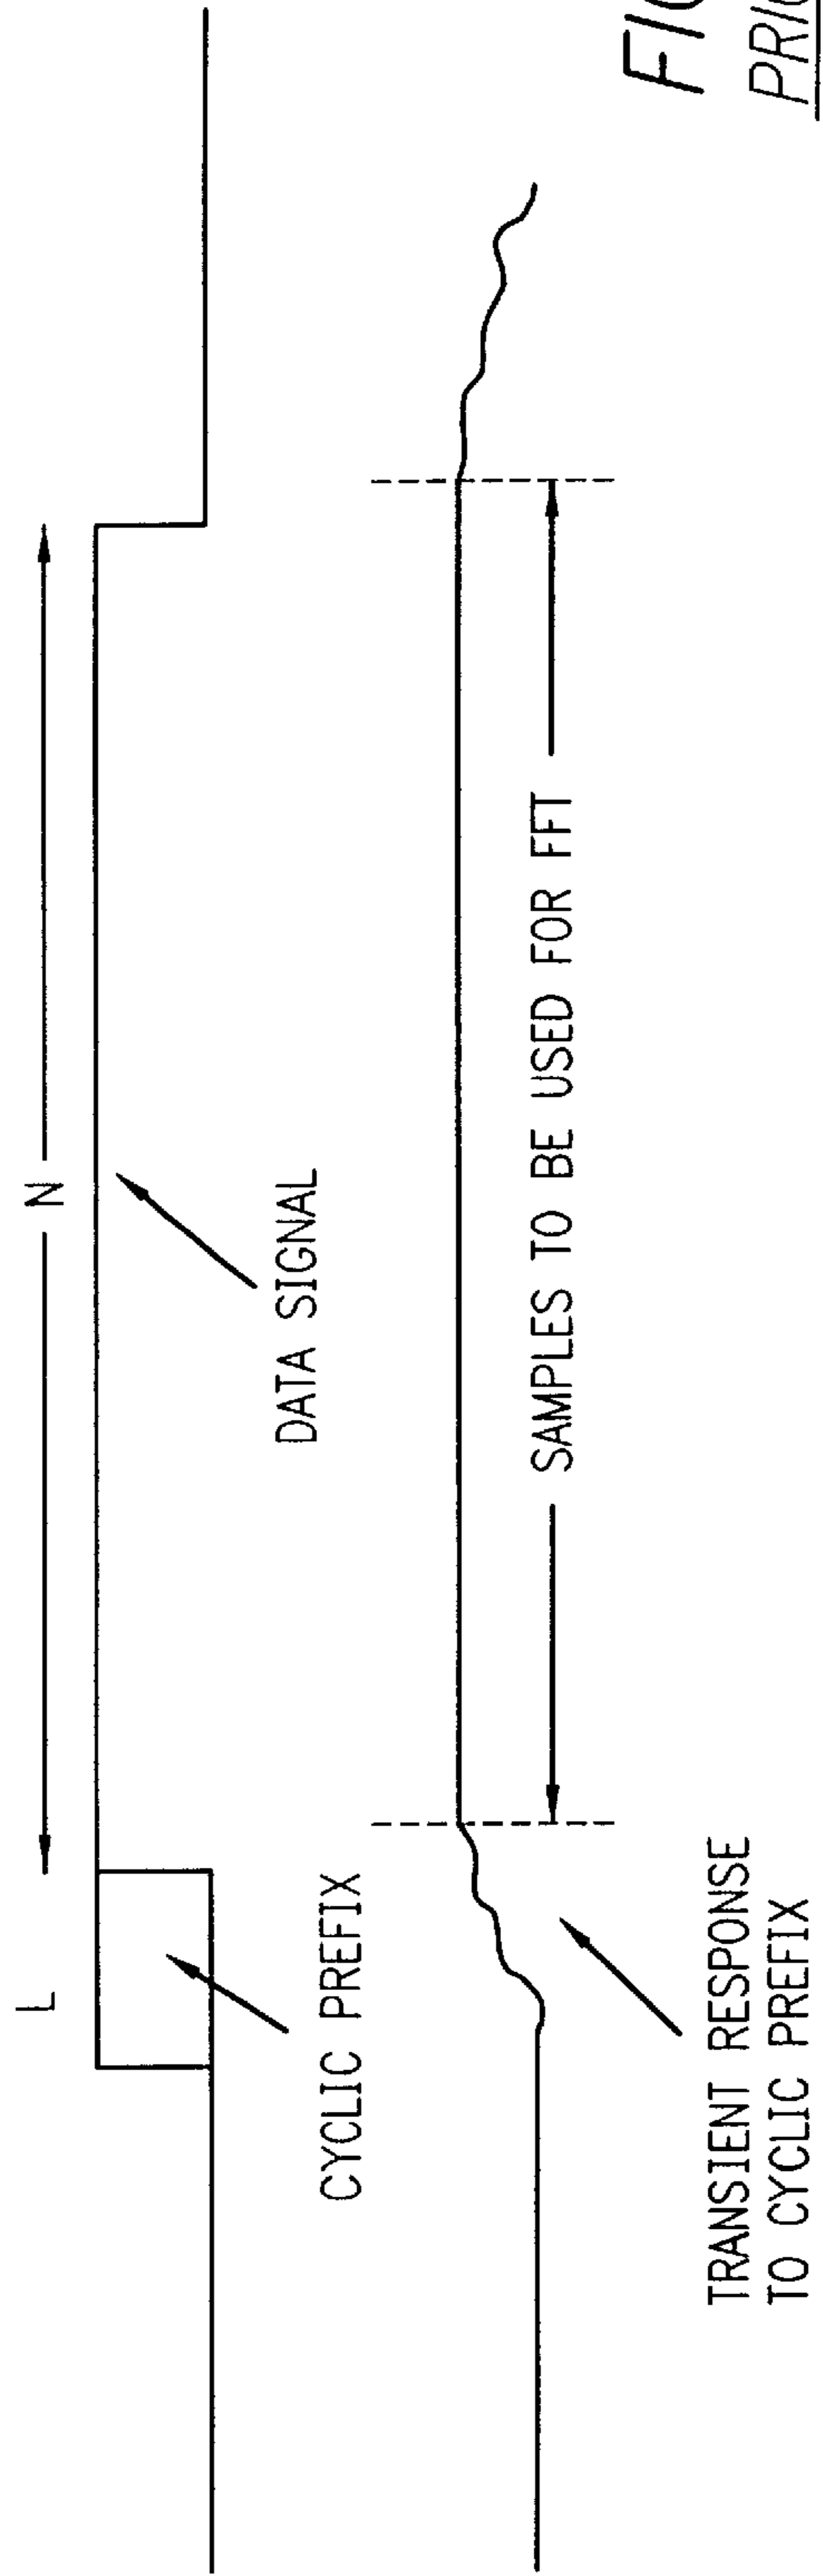 L
N
DATA SIGNAL
CYCLIC PREFIX
SAMPLES TO BE USED FOR FFT
TRANSIENT RESPONSE
TO CYCLIC PREFIX